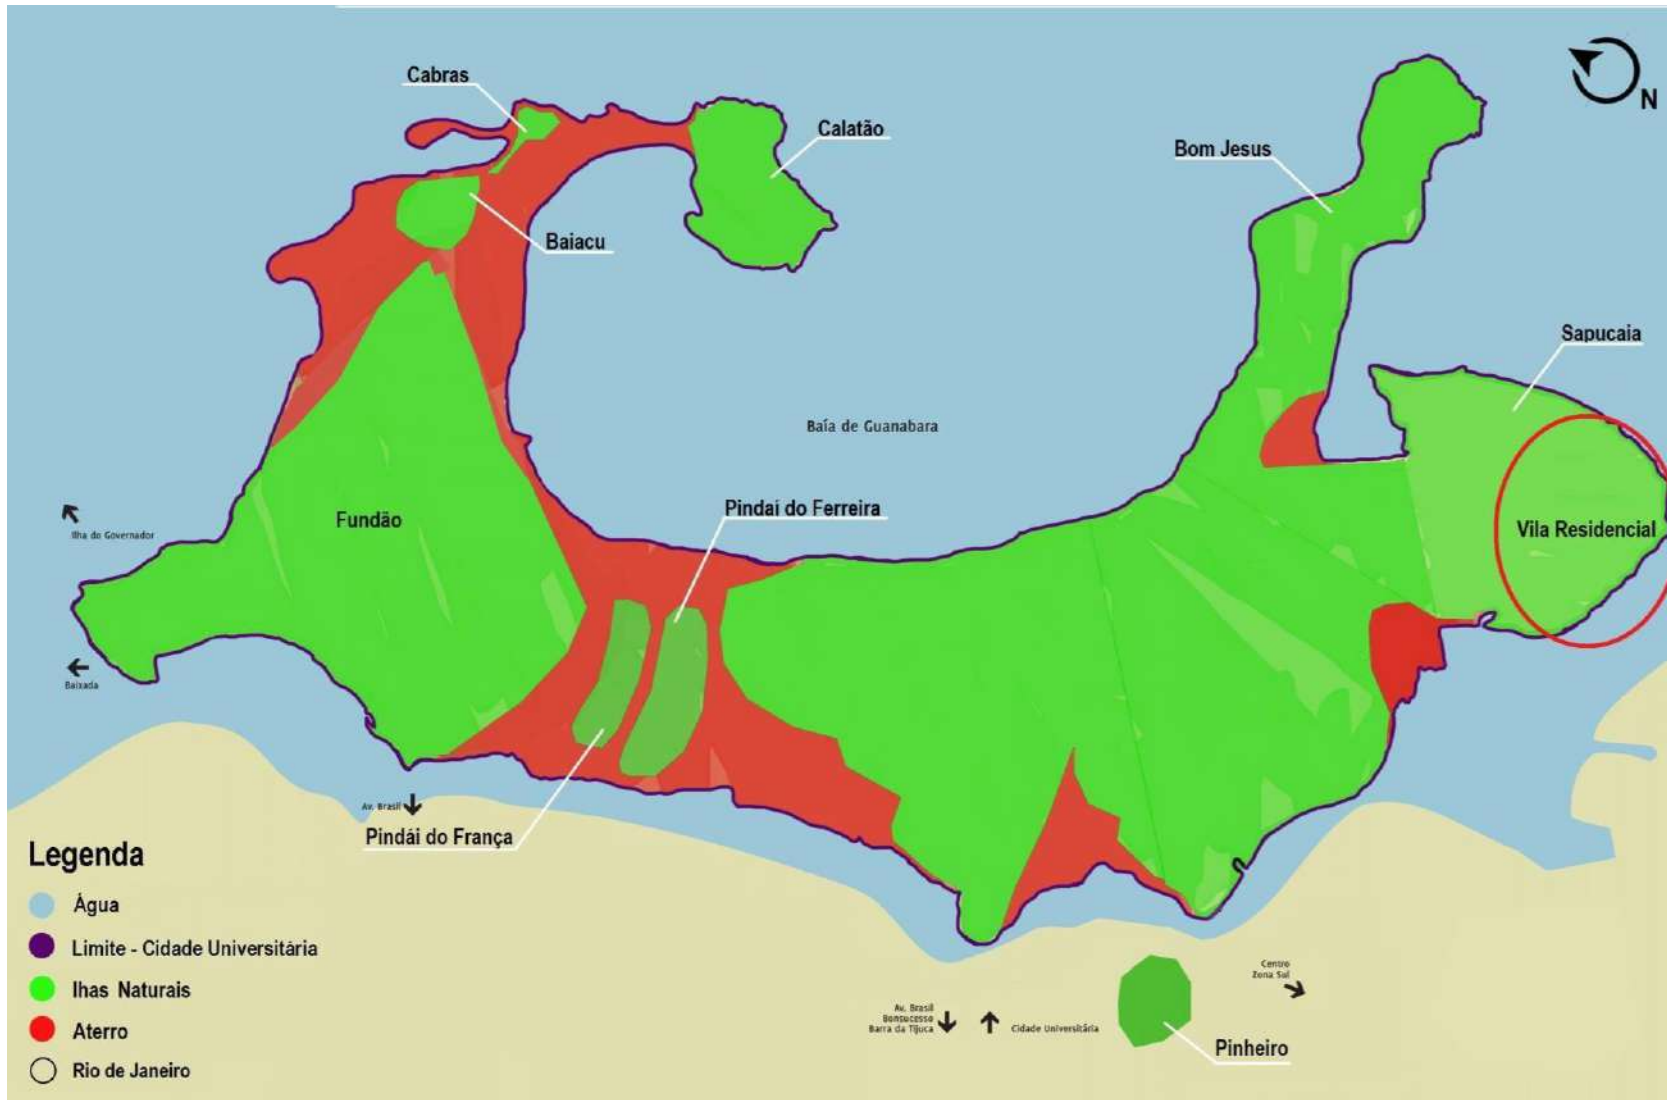 Cabras
Calatão
Bom Jesus
N
Baiacu
Sapucaia
Baía de Guanabara
Pindaí do Ferreira
Fundão
Vila Residencial
Ilha do Governador
Baixada
Av. Brasil
Pindái do França
Legenda
Água
Limite - Cidade Universitária
Ihas Naturais
Aterro
Rio de Janeiro
Centro
Zona Sul
Av. Brasil
Bonsucesso
Barra da Tijuca
Cidade Universitária
Pinheiro